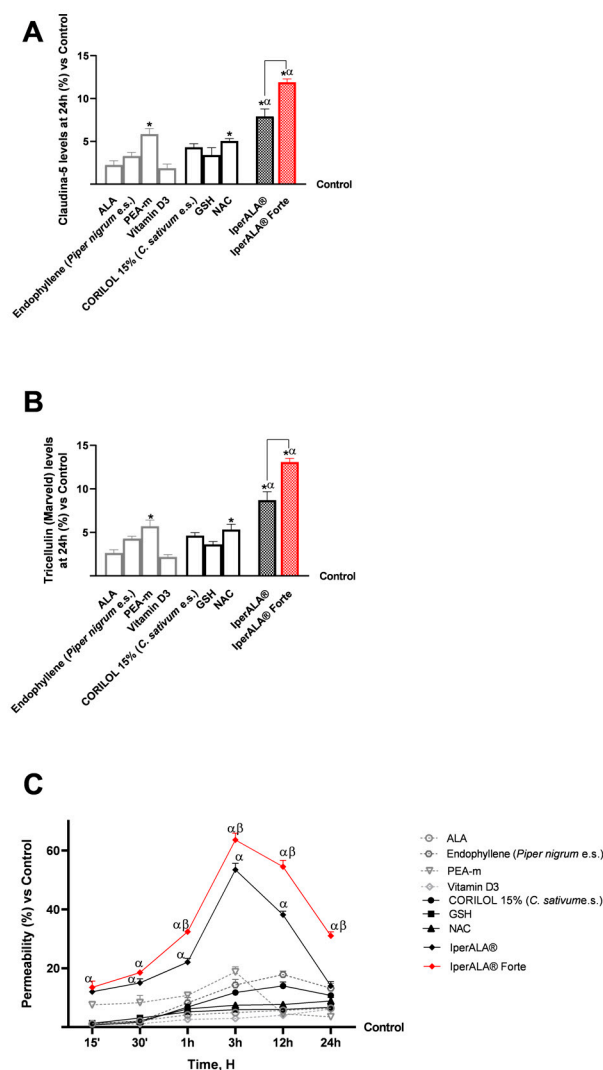 A
Claudina-5 levels at 24h (%) vs Control
15
10
5
*
*
*α
*α
Control
ALA
Endophyllene (Piper nigrum e.s.)
PEA-m
Vitamin D3
CORILOL 15% (C. sativum e.s.)
GSH
NAC
IperALA®
IperALA® Forte
B
Tricellulin (Marveld) levels
at 24h (%) vs Control
15
10
5
*
*
*α
*α
Control
ALA
Endophyllene (Piper nigrum e.s.)
PEA-m
Vitamin D3
CORILOL 15% (C. sativum e.s.)
GSH
NAC
IperALA®
IperALA® Forte
C
Permeability (%) vs Control
60
40
20
αβ
α
αβ
α
αβ
α
αβ
α
α
α
Control
15'
30'
1h
3h
12h
24h
Time, H
ALA
Endophyllene (Piper nigrum e.s.)
PEA-m
Vitamin D3
CORILOL 15% (C. sativume.s.)
GSH
NAC
IperALA®
IperALA® Forte